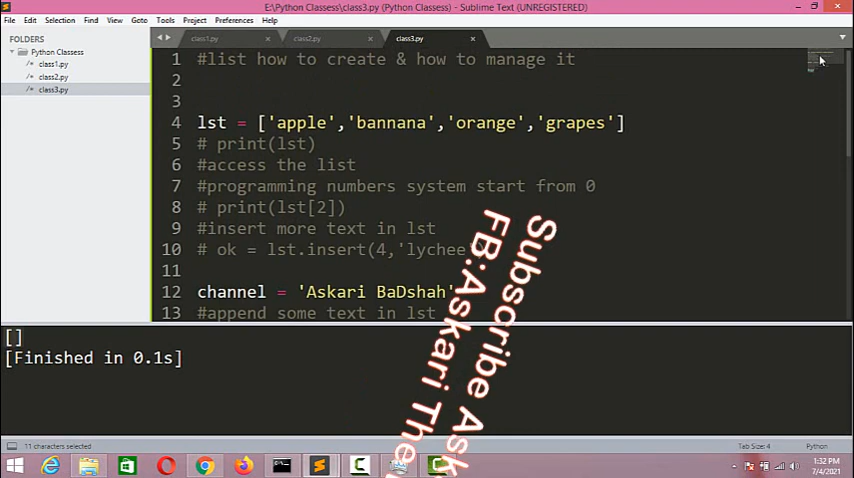 E:\Python Classess\class3.py (Python Classess) - Sublime Text (UNREGISTERED)
File Edit Selection Find View Goto Tools Project Preferences Help
FOLDERS
Python Classess
class1.py
class2.py
class3.py
class1.py class2.py class3.py
1 #list how to create & how to manage it
2
3
4 lst = ['apple','bannana','orange','grapes']
5 # print(lst)
6 #access the list
7 #programming numbers system start from 0
8 # print(lst[2])
9 #insert more text in lst
10 # ok = lst.insert(4,'lychee')
11
12 channel = 'Askari BaDshah'
13 #append some text in lst
Subscribe Ask
FB:Askari The
[]
[Finished in 0.1s]
11 characters selected
Tab Size: 4
Python
1:32 PM
7/4/2021